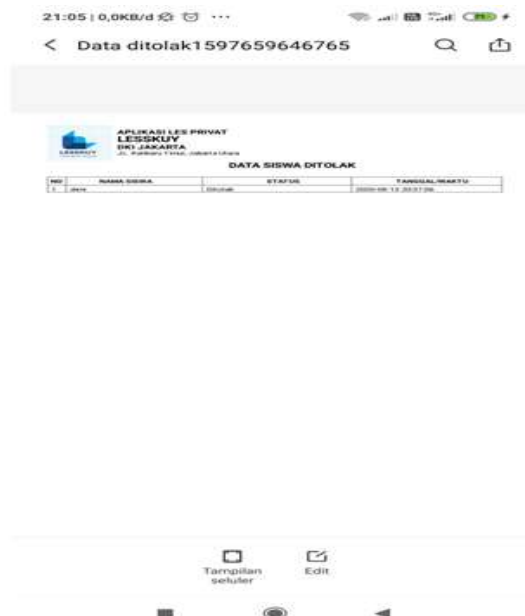 21:05 | 0,0KB/d
Data ditolak1597659646765
APLIKASI LES PRIVAT
LESSKUY
DKI JAKARTA
LESSKUY
DATA SISWA DITOLAK
NO NAMA SISWA STATUS TANGGAL/WAKTU
1 Ditolak
Tampilan seluler
Edit